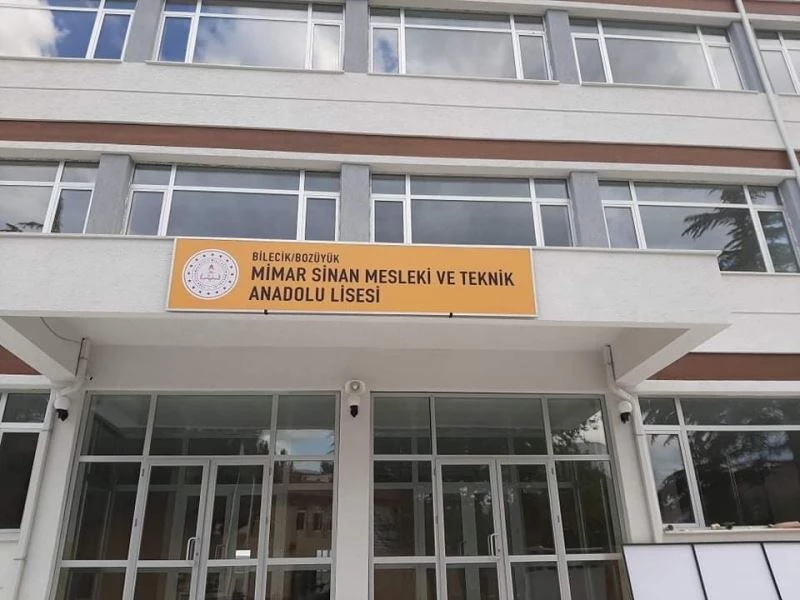 BİLECİK/BOZÜYÜK
MİMAR SİNAN MESLEKİ VE TEKNİK
ANADOLU LİSESİ